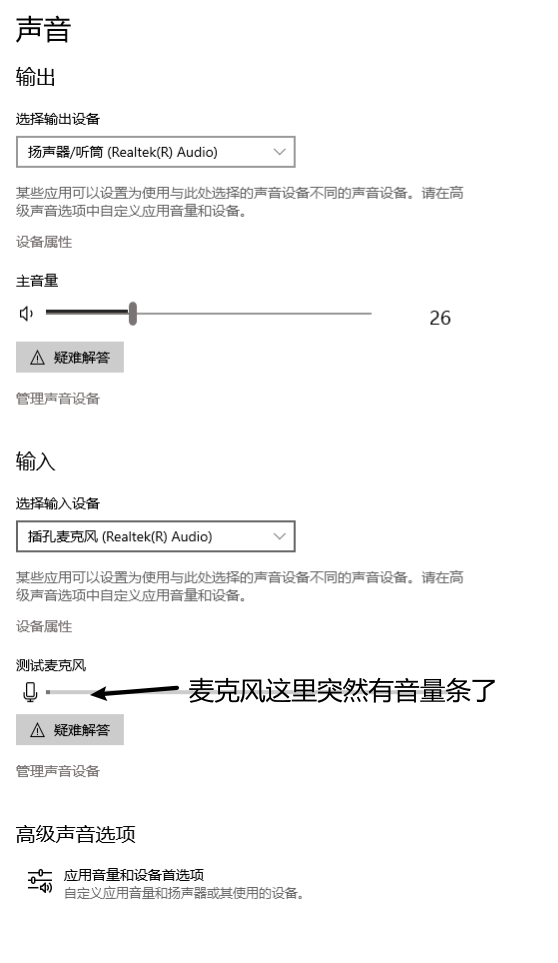 声音
输出
选择输出设备
扬声器/听筒 (Realtek(R) Audio)
某些应用可以设置为使用与此处选择的声音设备不同的声音设备。请在高
级声音选项中自定义应用音量和设备。
设备属性
主音量
26
疑难解答
管理声音设备
输入
选择输入设备
插孔麦克风 (Realtek(R) Audio)
某些应用可以设置为使用与此处选择的声音设备不同的声音设备。请在高
级声音选项中自定义应用音量和设备。
设备属性
测试麦克风
麦克风这里突然有音量条了
疑难解答
管理声音设备
高级声音选项
应用音量和设备首选项
自定义应用音量和扬声器或其使用的设备。